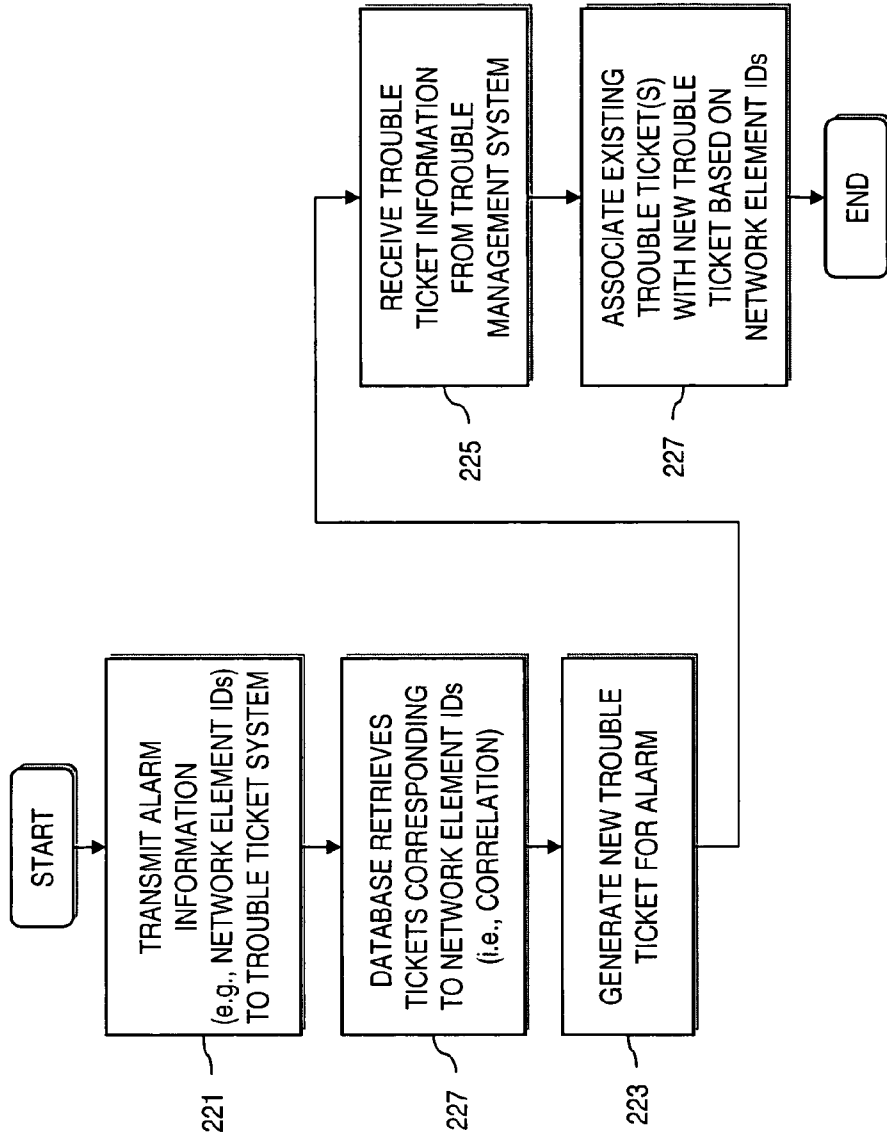 START
TRANSMIT ALARM
INFORMATION
(e.g., NETWORK ELEMENT IDs)
TO TROUBLE TICKET SYSTEM
221
DATABASE RETRIEVES
TICKETS CORRESPONDING
TO NETWORK ELEMENT IDs
(i.e., CORRELATION)
227
GENERATE NEW TROUBLE
TICKET FOR ALARM
223
RECEIVE TROUBLE
TICKET INFORMATION
FROM TROUBLE
MANAGEMENT SYSTEM
225
ASSOCIATE EXISTING
TROUBLE TICKET(S)
WITH NEW TROUBLE
TICKET BASED ON
NETWORK ELEMENT IDs
227
END